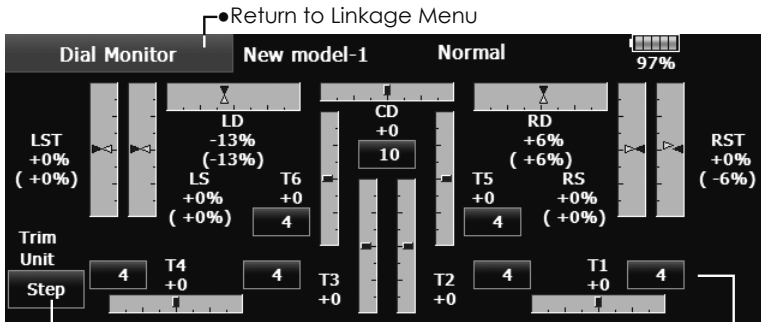 Return to Linkage Menu
Dial Monitor New model-1 Normal 97%
LST
+0%
( +0%)
LD
-13%
(-13%)
LS
+0%
( +0%)
T6
+0
4
CD
+0
10
RD
+6%
( +6%)
T5
+0
4
RS
+0%
( +0%)
RST
+0%
( -6%)
Trim
Unit
Step
4
T4
+0
4
T3
+0
T2
+0
4
T1
+0
4